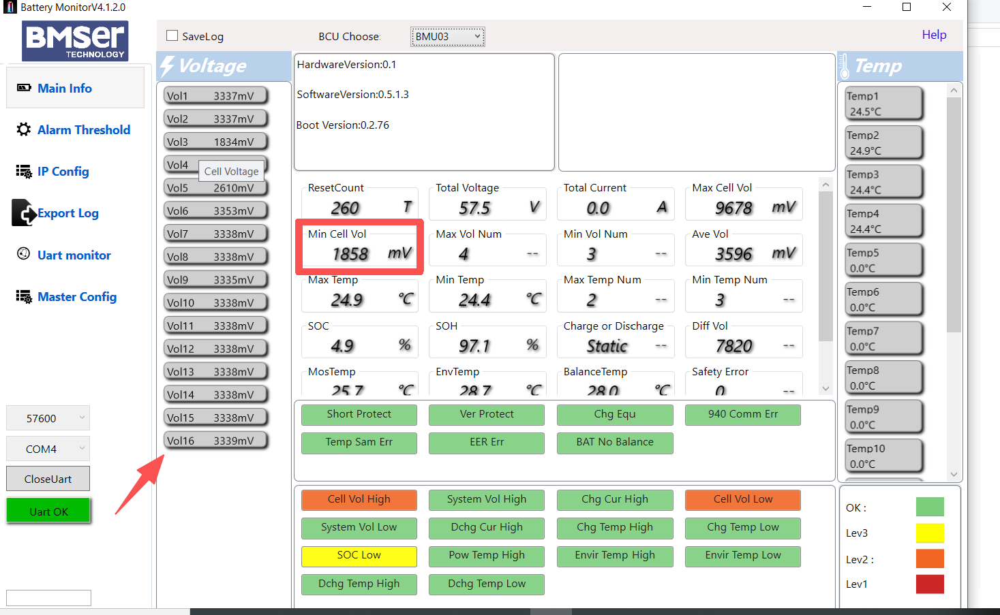 Battery MonitorV4.1.2.0
BMSer
TECHNOLOGY
SaveLog
BCU Choose:
BMU03
Help
Main Info
Alarm Threshold
IP Config
Export Log
Uart monitor
Master Config
57600
COM4
CloseUart
Uart OK
Voltage
Vol1 3337mV
Vol2 3337mV
Vol3 1834mV
Vol4
Cell Voltage
Vol5 2610mV
Vol6 3353mV
Vol7 3338mV
Vol8 3338mV
Vol9 3335mV
Vol10 3338mV
Vol11 3338mV
Vol12 3338mV
Vol13 3338mV
Vol14 3338mV
Vol15 3338mV
Vol16 3339mV
HardwareVersion:0.1
SoftwareVersion:0.5.1.3
Boot Version:0.2.76
ResetCount
260 T
Total Voltage
57.5 V
Total Current
0.0 A
Max Cell Vol
9678 mV
Min Cell Vol
1858 mV
Max Vol Num
4 --
Min Vol Num
3 --
Ave Vol
3596 mV
Max Temp
24.9 ℃
Min Temp
24.4 ℃
Max Temp Num
2 --
Min Temp Num
3 --
SOC
4.9 %
SOH
97.1 %
Charge or Discharge
Static --
Diff Vol
7820 --
MosTemp
25.7 ℃
EnvTemp
28.7 ℃
BalanceTemp
28.0 ℃
Safety Error
0 --
Short Protect
Ver Protect
Chg Equ
940 Comm Err
Temp Sam Err
EER Err
BAT No Balance
Cell Vol High
System Vol High
Chg Cur High
Cell Vol Low
System Vol Low
Dchg Cur High
Chg Temp High
Chg Temp Low
SOC Low
Pow Temp High
Envir Temp High
Envir Temp Low
Dchg Temp High
Dchg Temp Low
Temp
Temp1
24.5℃
Temp2
24.9℃
Temp3
24.4℃
Temp4
24.4℃
Temp5
0.0℃
Temp6
0.0℃
Temp7
0.0℃
Temp8
0.0℃
Temp9
0.0℃
Temp10
0.0℃
OK :
Lev3
Lev2 :
Lev1